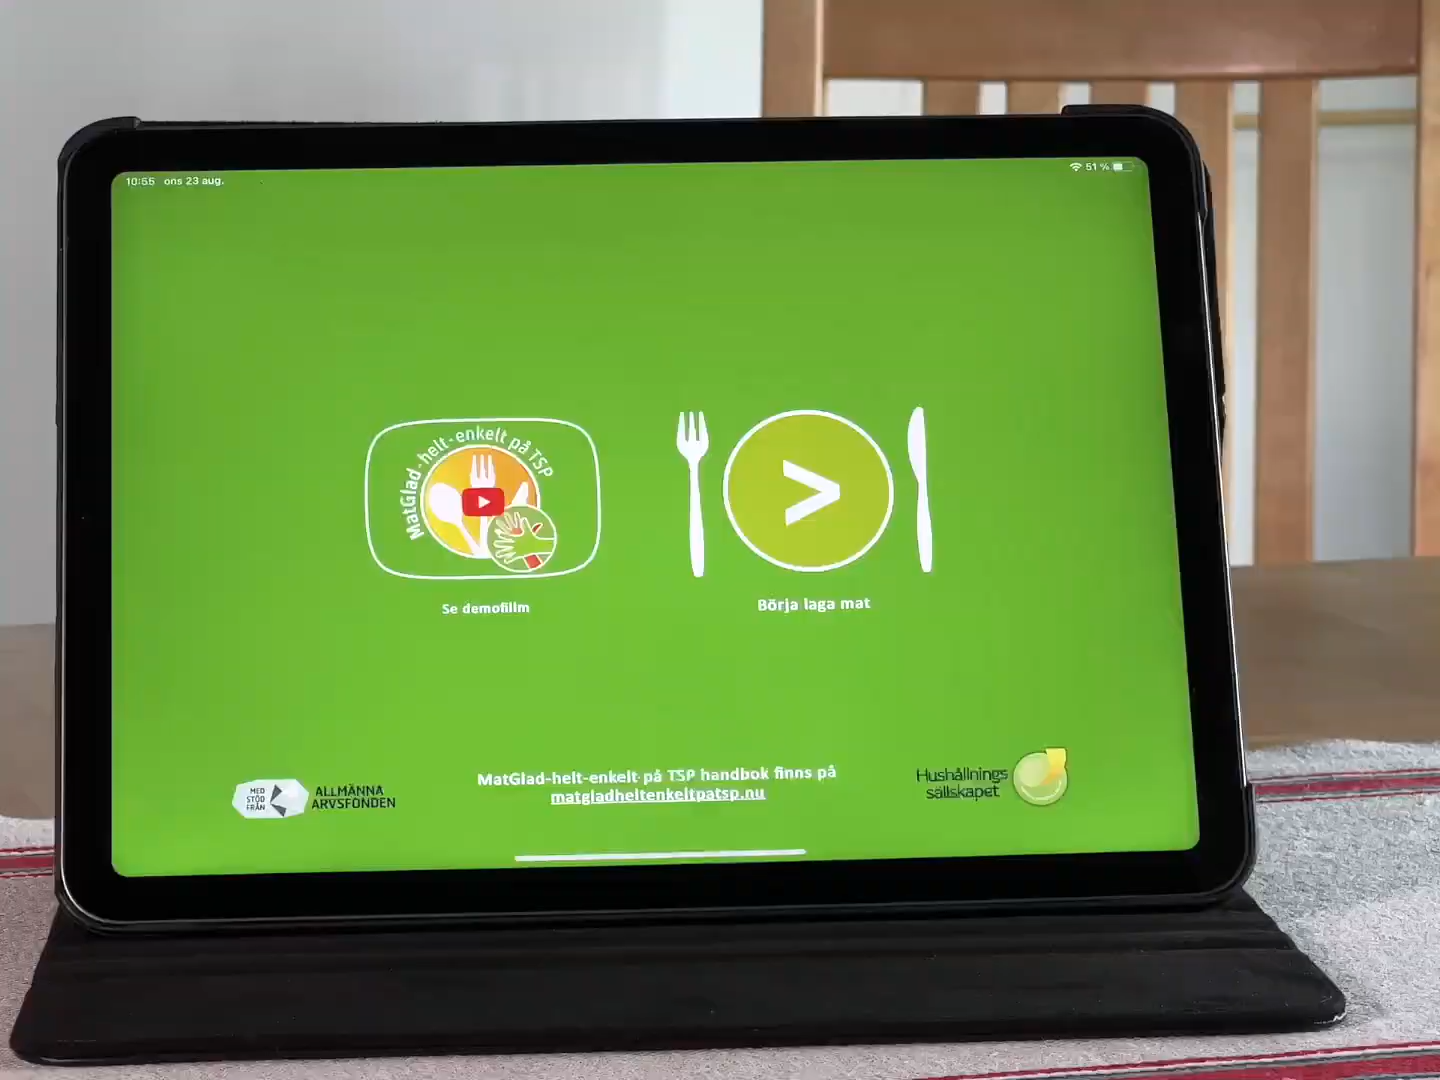 10:55 ons 23 aug.
51 %
MatGlad-helt-enkelt på TSP
>
Se demofilm
Börja laga mat
MED
STÖD
FRÅN
ALLMÄNNA
ARVSFONDEN
MatGlad-helt-enkelt på TSP handbok finns på
matgladheltenkeltpatsp.nu
Hushållnings
sällskapet